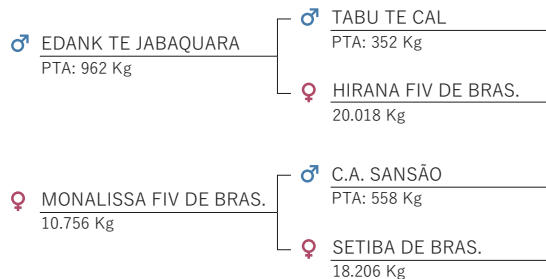 TABU TE CAL
EDANK TE JABAQUARA
PTA: 352 Kg
PTA: 962 Kg
HIRANA FIV DE BRAS.
20.018 Kg
C.A. SANSÃO
MONALISSA FIV DE BRAS.
PTA: 558 Kg
10.756 Kg
SETIBA DE BRAS.
18.206 Kg